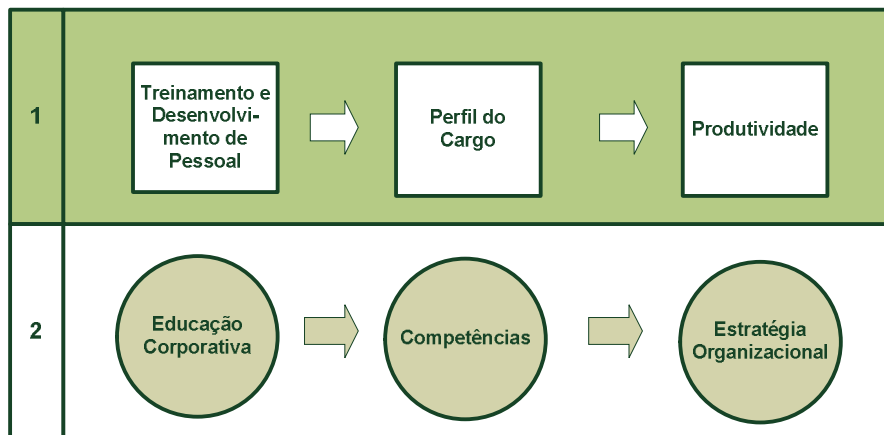 1
Treinamento e
Desenvolvi-
mento de
Pessoal
Perfil do
Cargo
Produtividade
2
Educação
Corporativa
Competências
Estratégia
Organizacional